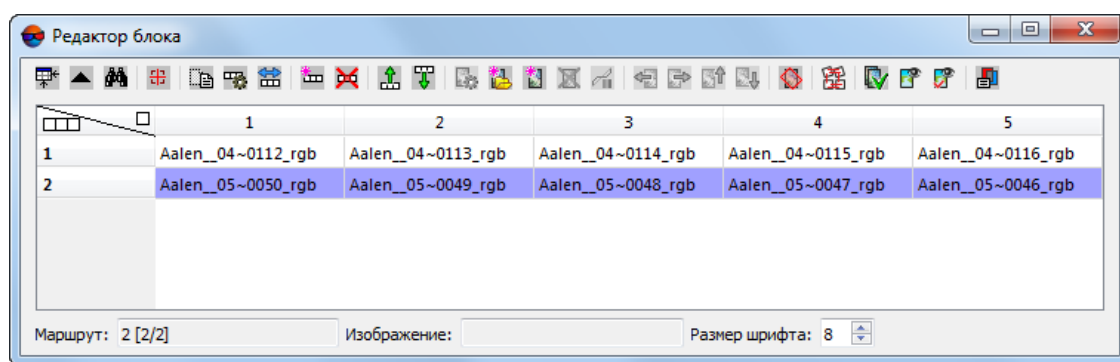 Редактор блока
1 2 3 4 5
1 Aalen__04~0112_rgb Aalen__04~0113_rgb Aalen__04~0114_rgb Aalen__04~0115_rgb Aalen__04~0116_rgb
2 Aalen__05~0050_rgb Aalen__05~0049_rgb Aalen__05~0048_rgb Aalen__05~0047_rgb Aalen__05~0046_rgb
Маршрут: 2 [2/2] Изображение: Размер шрифта: 8